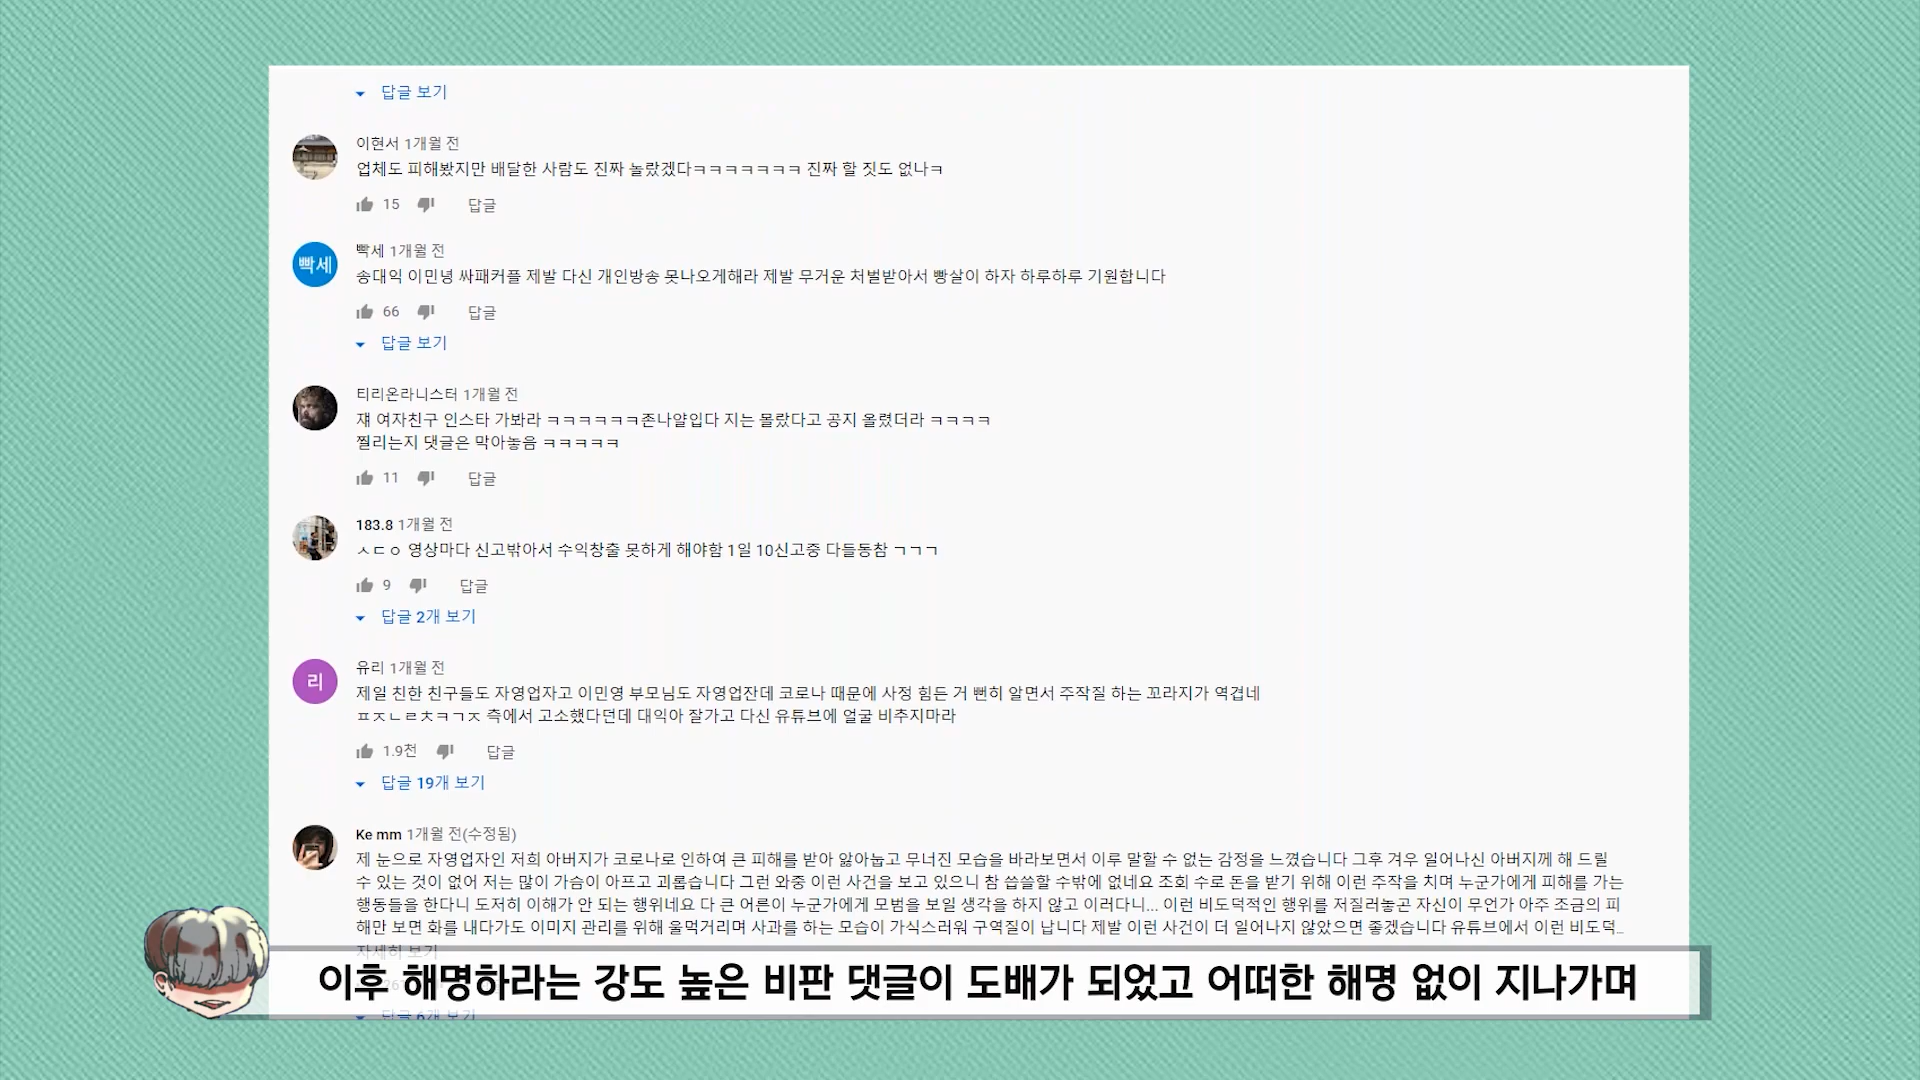 답글 보기
이현서 1개월 전
업체도 피해봤지만 배달한 사람도 진짜 놀랐겠다ㅋㅋㅋㅋㅋㅋㅋ 진짜 할 짓도 없나ㅋ
15 답글
빡세
빡세 1개월 전
송대익 이민녕 싸패커플 제발 다신 개인방송 못나오게해라 제발 무거운 처벌받아서 빵살이 하자 하루하루 기원합니다
66 답글
답글 보기
티리온라니스터 1개월 전
쟤 여자친구 인스타 가봐라 ㅋㅋㅋㅋㅋㅋ존나얄입다 지는 몰랐다고 공지 올렸더라 ㅋㅋㅋㅋ
찔리는지 댓글은 막아놓음 ㅋㅋㅋㅋㅋ
11 답글
183.8 1개월 전
ㅅㄷㅇ 영상마다 신고밖아서 수익창출 못하게 해야함 1일 10신고중 다들동참 ㄱㄱㄱ
9 답글
답글 2개 보기
리
유리 1개월 전
제일 친한 친구들도 자영업자고 이민영 부모님도 자영업잔데 코로나 때문에 사정 힘든 거 뻔히 알면서 주작질 하는 꼬라지가 역겹네
ㅍㅈㄴㄹㅊㅋㄱㅈ 측에서 고소했다던데 대익아 잘가고 다신 유튜브에 얼굴 비추지마라
1.9천 답글
답글 19개 보기
Ke mm 1개월 전(수정됨)
제 눈으로 자영업자인 저희 아버지가 코로나로 인하여 큰 피해를 받아 앓아눕고 무너진 모습을 바라보면서 이루 말할 수 없는 감정을 느꼈습니다 그후 겨우 일어나신 아버지께 해 드릴
수 있는 것이 없어 저는 많이 가슴이 아프고 괴롭습니다 그런 와중 이런 사건을 보고 있으니 참 씁쓸할 수밖에 없네요 조회 수로 돈을 받기 위해 이런 주작을 치며 누군가에게 피해를 가는
행동들을 한다니 도저히 이해가 안 되는 행위네요 다 큰 어른이 누군가에게 모범을 보일 생각을 하지 않고 이러다니... 이런 비도덕적인 행위를 저질러놓곤 자신이 무언가 아주 조금의 피
해만 보면 화를 내다가도 이미지 관리를 위해 울먹거리며 사과를 하는 모습이 가식스러워 구역질이 납니다 제발 이런 사건이 더 일어나지 않았으면 좋겠습니다 유튜브에서 이런 비도덕...
자세히 보기
이후 해명하라는 강도 높은 비판 댓글이 도배가 되었고 어떠한 해명 없이 지나가며
답글 6개 보기